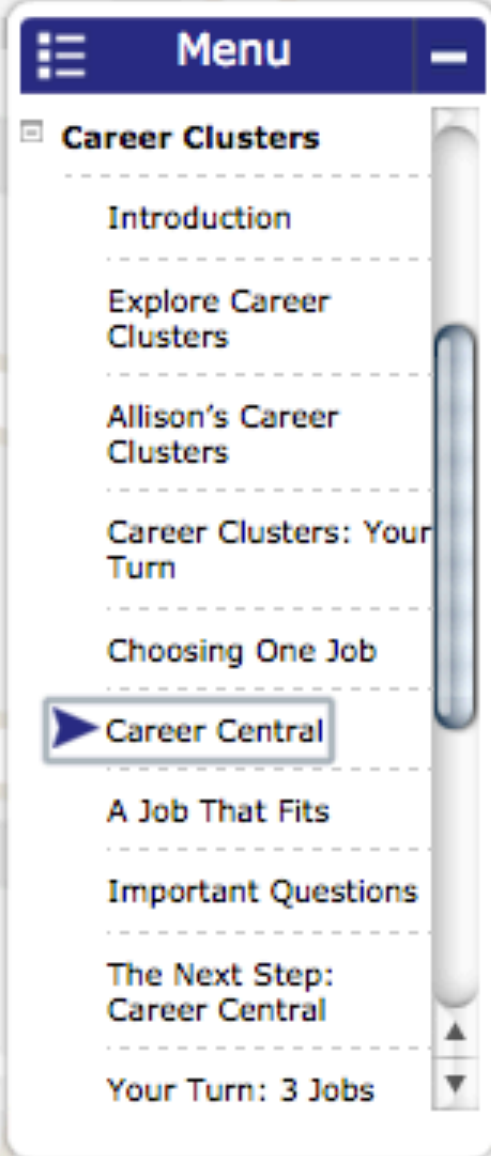 Menu
Career Clusters
Introduction
Explore Career
Clusters
Allison's Career
Clusters
Career Clusters: Your
Turn
Choosing One Job
Career Central
A Job That Fits
Important Questions
The Next Step:
Career Central
Your Turn: 3 Jobs